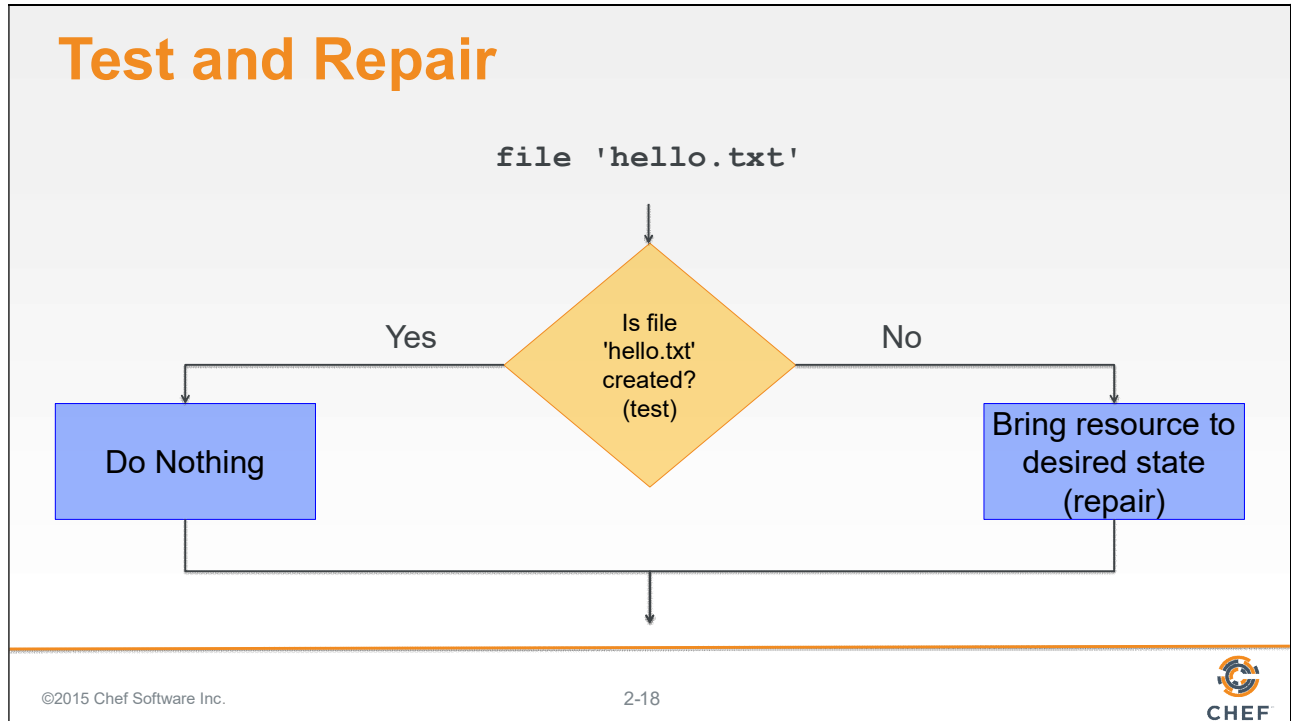 Test and Repair
file 'hello.txt'
Yes
Is file
'hello.txt'
created?
(test)
No
Do Nothing
Bring resource to
desired state
(repair)
©2015 Chef Software Inc.
2-18
CHEF